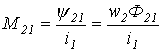 M₂₁ = ψ₂₁ / i₁ = w₂Φ₂₁ / i₁